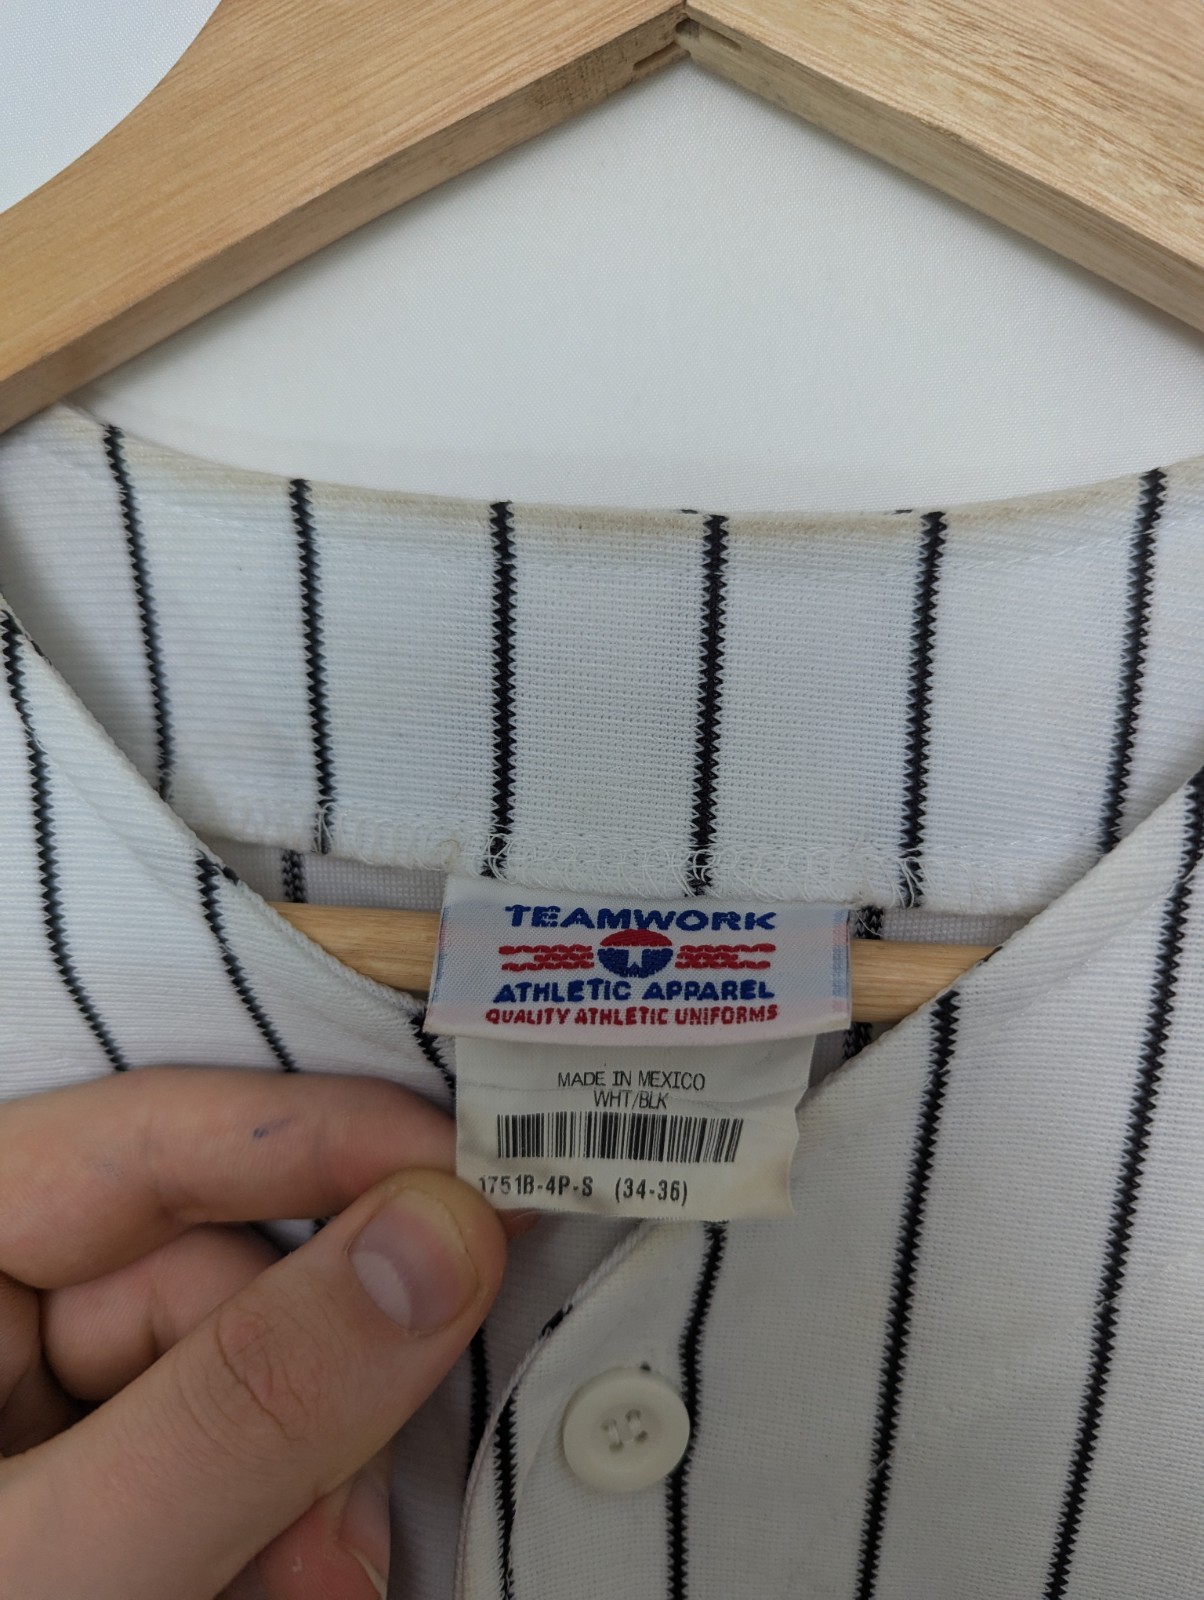 TEAMWORK
T
ATHLETIC APPAREL
QUALITY ATHLETIC UNIFORMS
MADE IN MEXICO
WHT/BLK
1751B-4P-S (34-36)